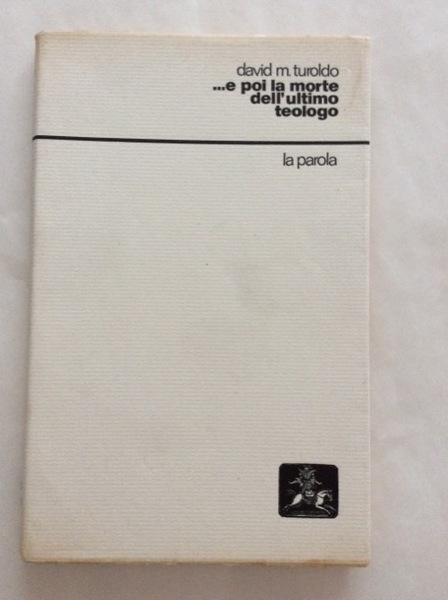 david m. turoldo
...e poi la morte
dell'ultimo
teologo
la parola